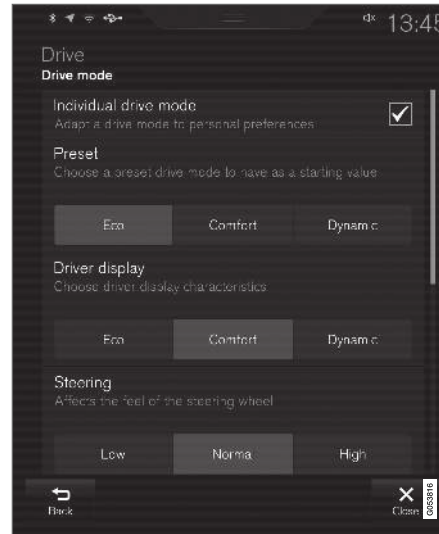 13:45
Drive
Drive mode
Individual drive mode
Adapt a drive mode to personal preferences
Preset
Choose a preset drive mode to have as a starting value
Eco Comfort Dynamic
Driver display
Choose driver display characteristics
Eco Comfort Dynamic
Steering
Affects the feel of the steering wheel
Low Normal High
Back Close
G053816